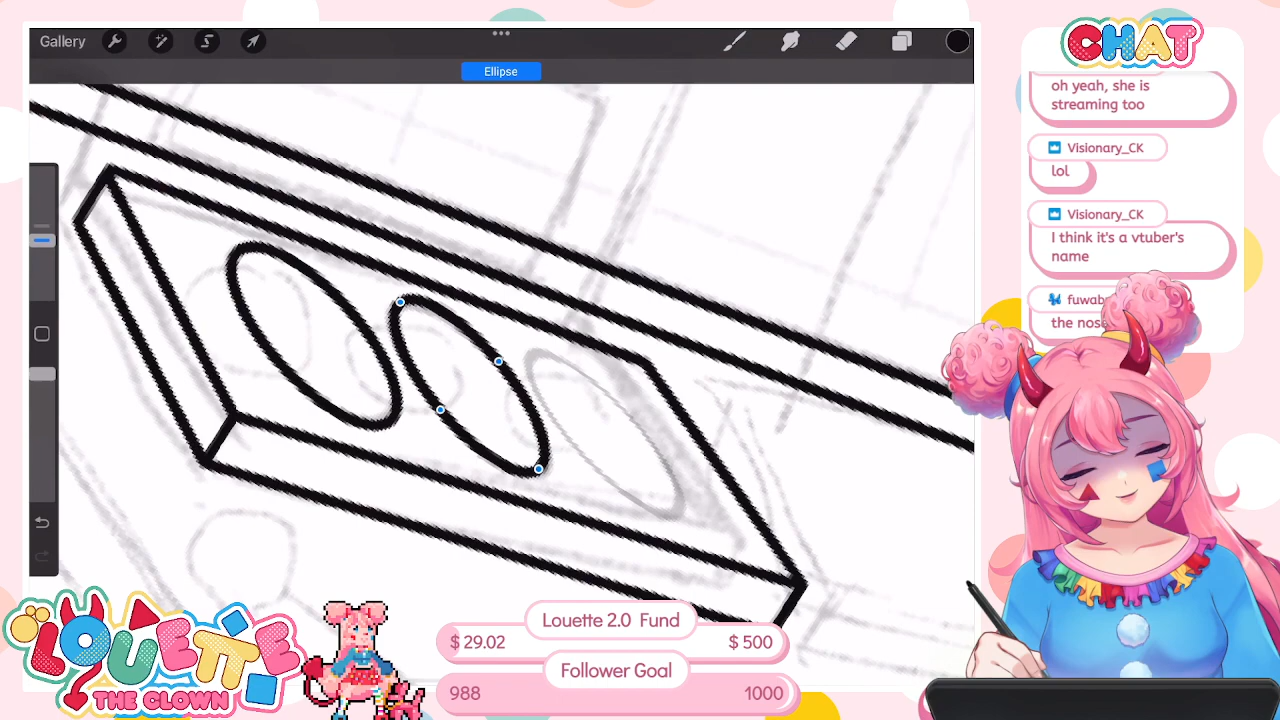 Gallery
Ellipse
CHAT
oh yeah, she is
streaming too
Visionary_CK
lol
Visionary_CK
I think it's a vtuber's
name
the nose
LOUETTE
THE CLOWN
Louette 2.0 Fund
$ 29.02
$ 500
Follower Goal
988
1000